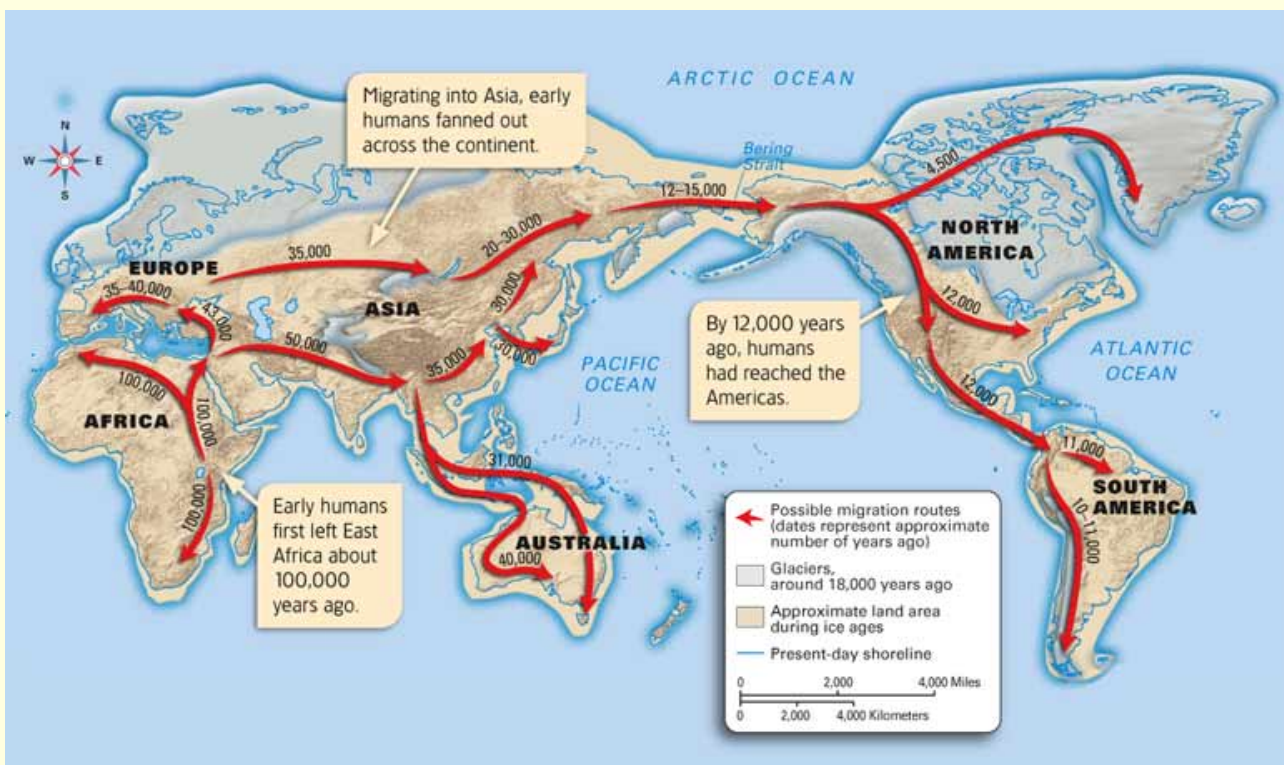 ARCTIC OCEAN
Migrating into Asia, early
humans fanned out
across the continent.
N
W
E
S
Bering
Strait
4,500
12–15,000
NORTH
AMERICA
20–30,000
35,000
EUROPE
ASIA
35–40,000
43,000
30,000
12,000
50,000
35,000
30,000
By 12,000 years
ago, humans
had reached the
Americas.
PACIFIC
OCEAN
ATLANTIC
OCEAN
100,000
100,000
12,000
AFRICA
11,000
31,000
SOUTH
AMERICA
100,000
Early humans
first left East
Africa about
100,000
years ago.
AUSTRALIA
40,000
10–11,000
Possible migration routes
(dates represent approximate
number of years ago)
Glaciers,
around 18,000 years ago
Approximate land area
during ice ages
Present-day shoreline
0 2,000 4,000 Miles
0 2,000 4,000 Kilometers